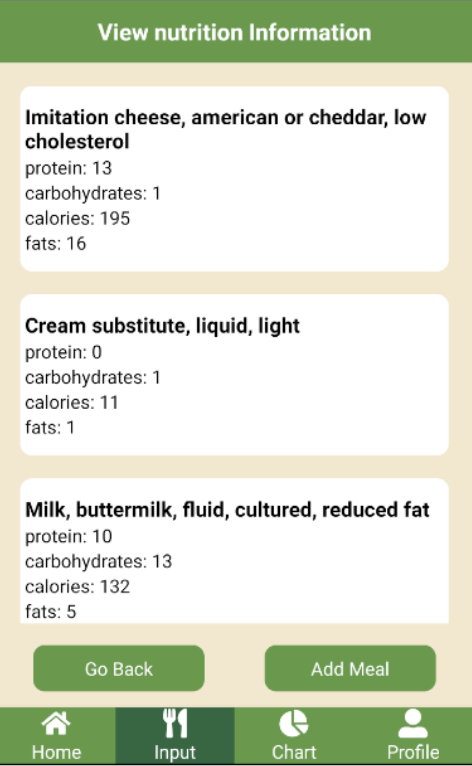 View nutrition Information
Imitation cheese, american or cheddar, low
cholesterol
protein: 13
carbohydrates: 1
calories: 195
fats: 16
Cream substitute, liquid, light
protein: 0
carbohydrates: 1
calories: 11
fats: 1
Milk, buttermilk, fluid, cultured, reduced fat
protein: 10
carbohydrates: 13
calories: 132
fats: 5
Go Back Add Meal
Home Input Chart Profile